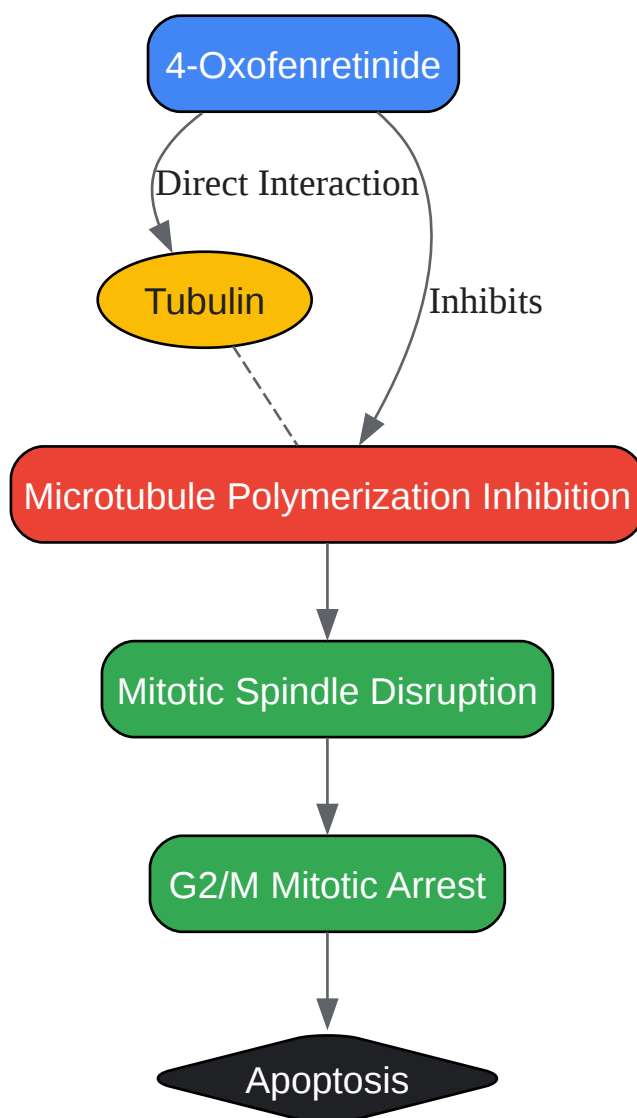 4-Oxofenretinide
Direct Interaction
Tubulin
Inhibits
Microtubule Polymerization Inhibition
Mitotic Spindle Disruption
G2/M Mitotic Arrest
Apoptosis